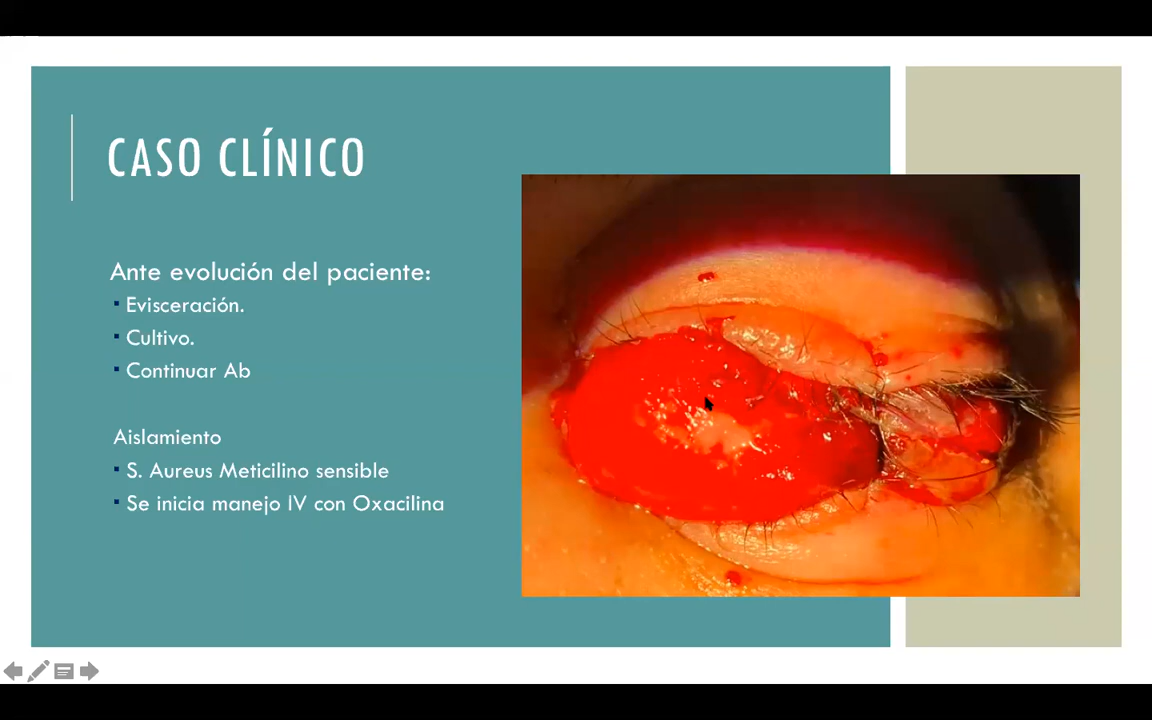 CASO CLÍNICO
Ante evolución del paciente:
Evisceración.
Cultivo.
Continuar Ab
Aislamiento
S. Aureus Meticilino sensible
Se inicia manejo IV con Oxacilina